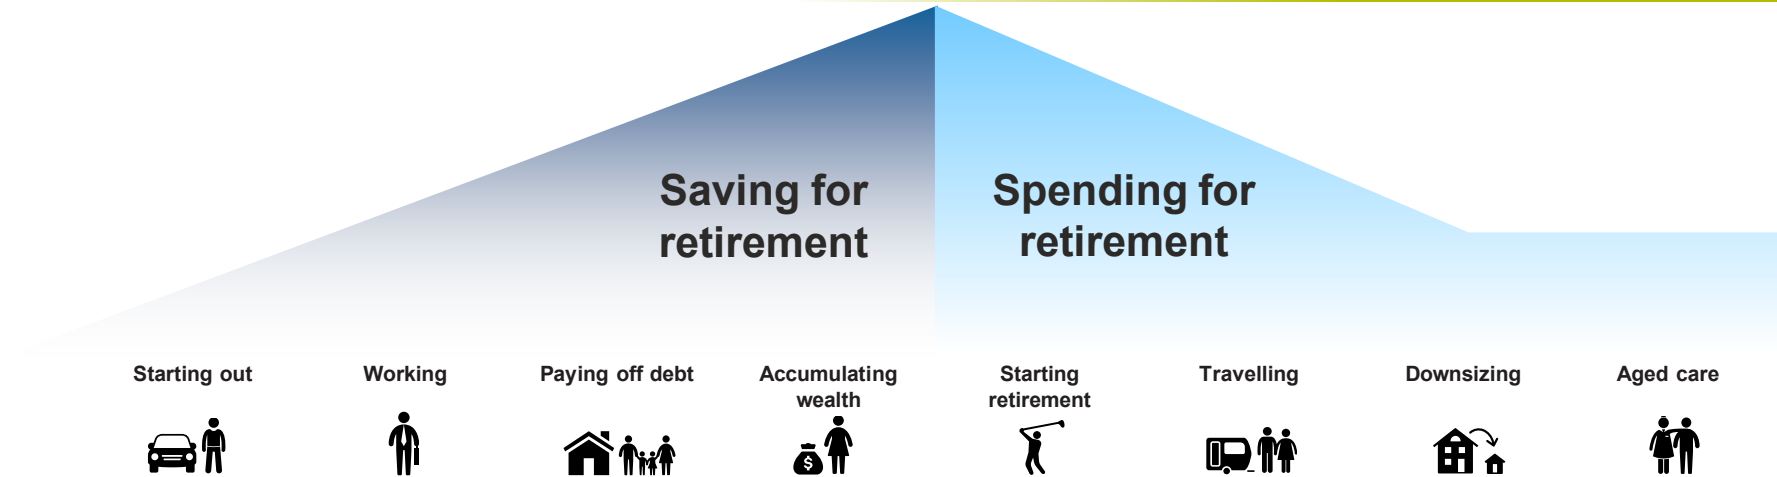 Saving for
retirement
Spending for
retirement
Starting out
Working
Paying off debt
Accumulating
wealth
Starting
retirement
Travelling
Downsizing
Aged care
$